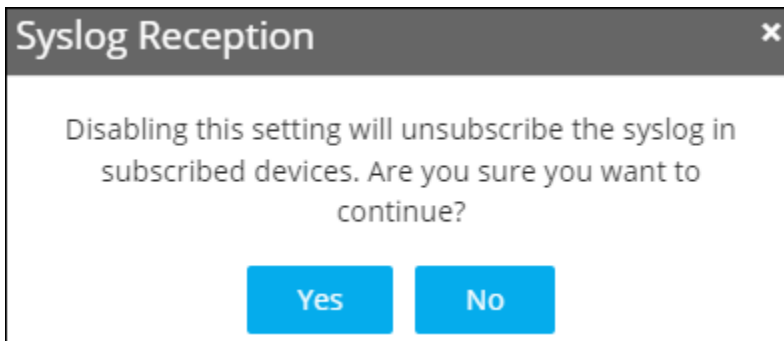 Syslog Reception ×
Disabling this setting will unsubscribe the syslog in
subscribed devices. Are you sure you want to
continue?
Yes No